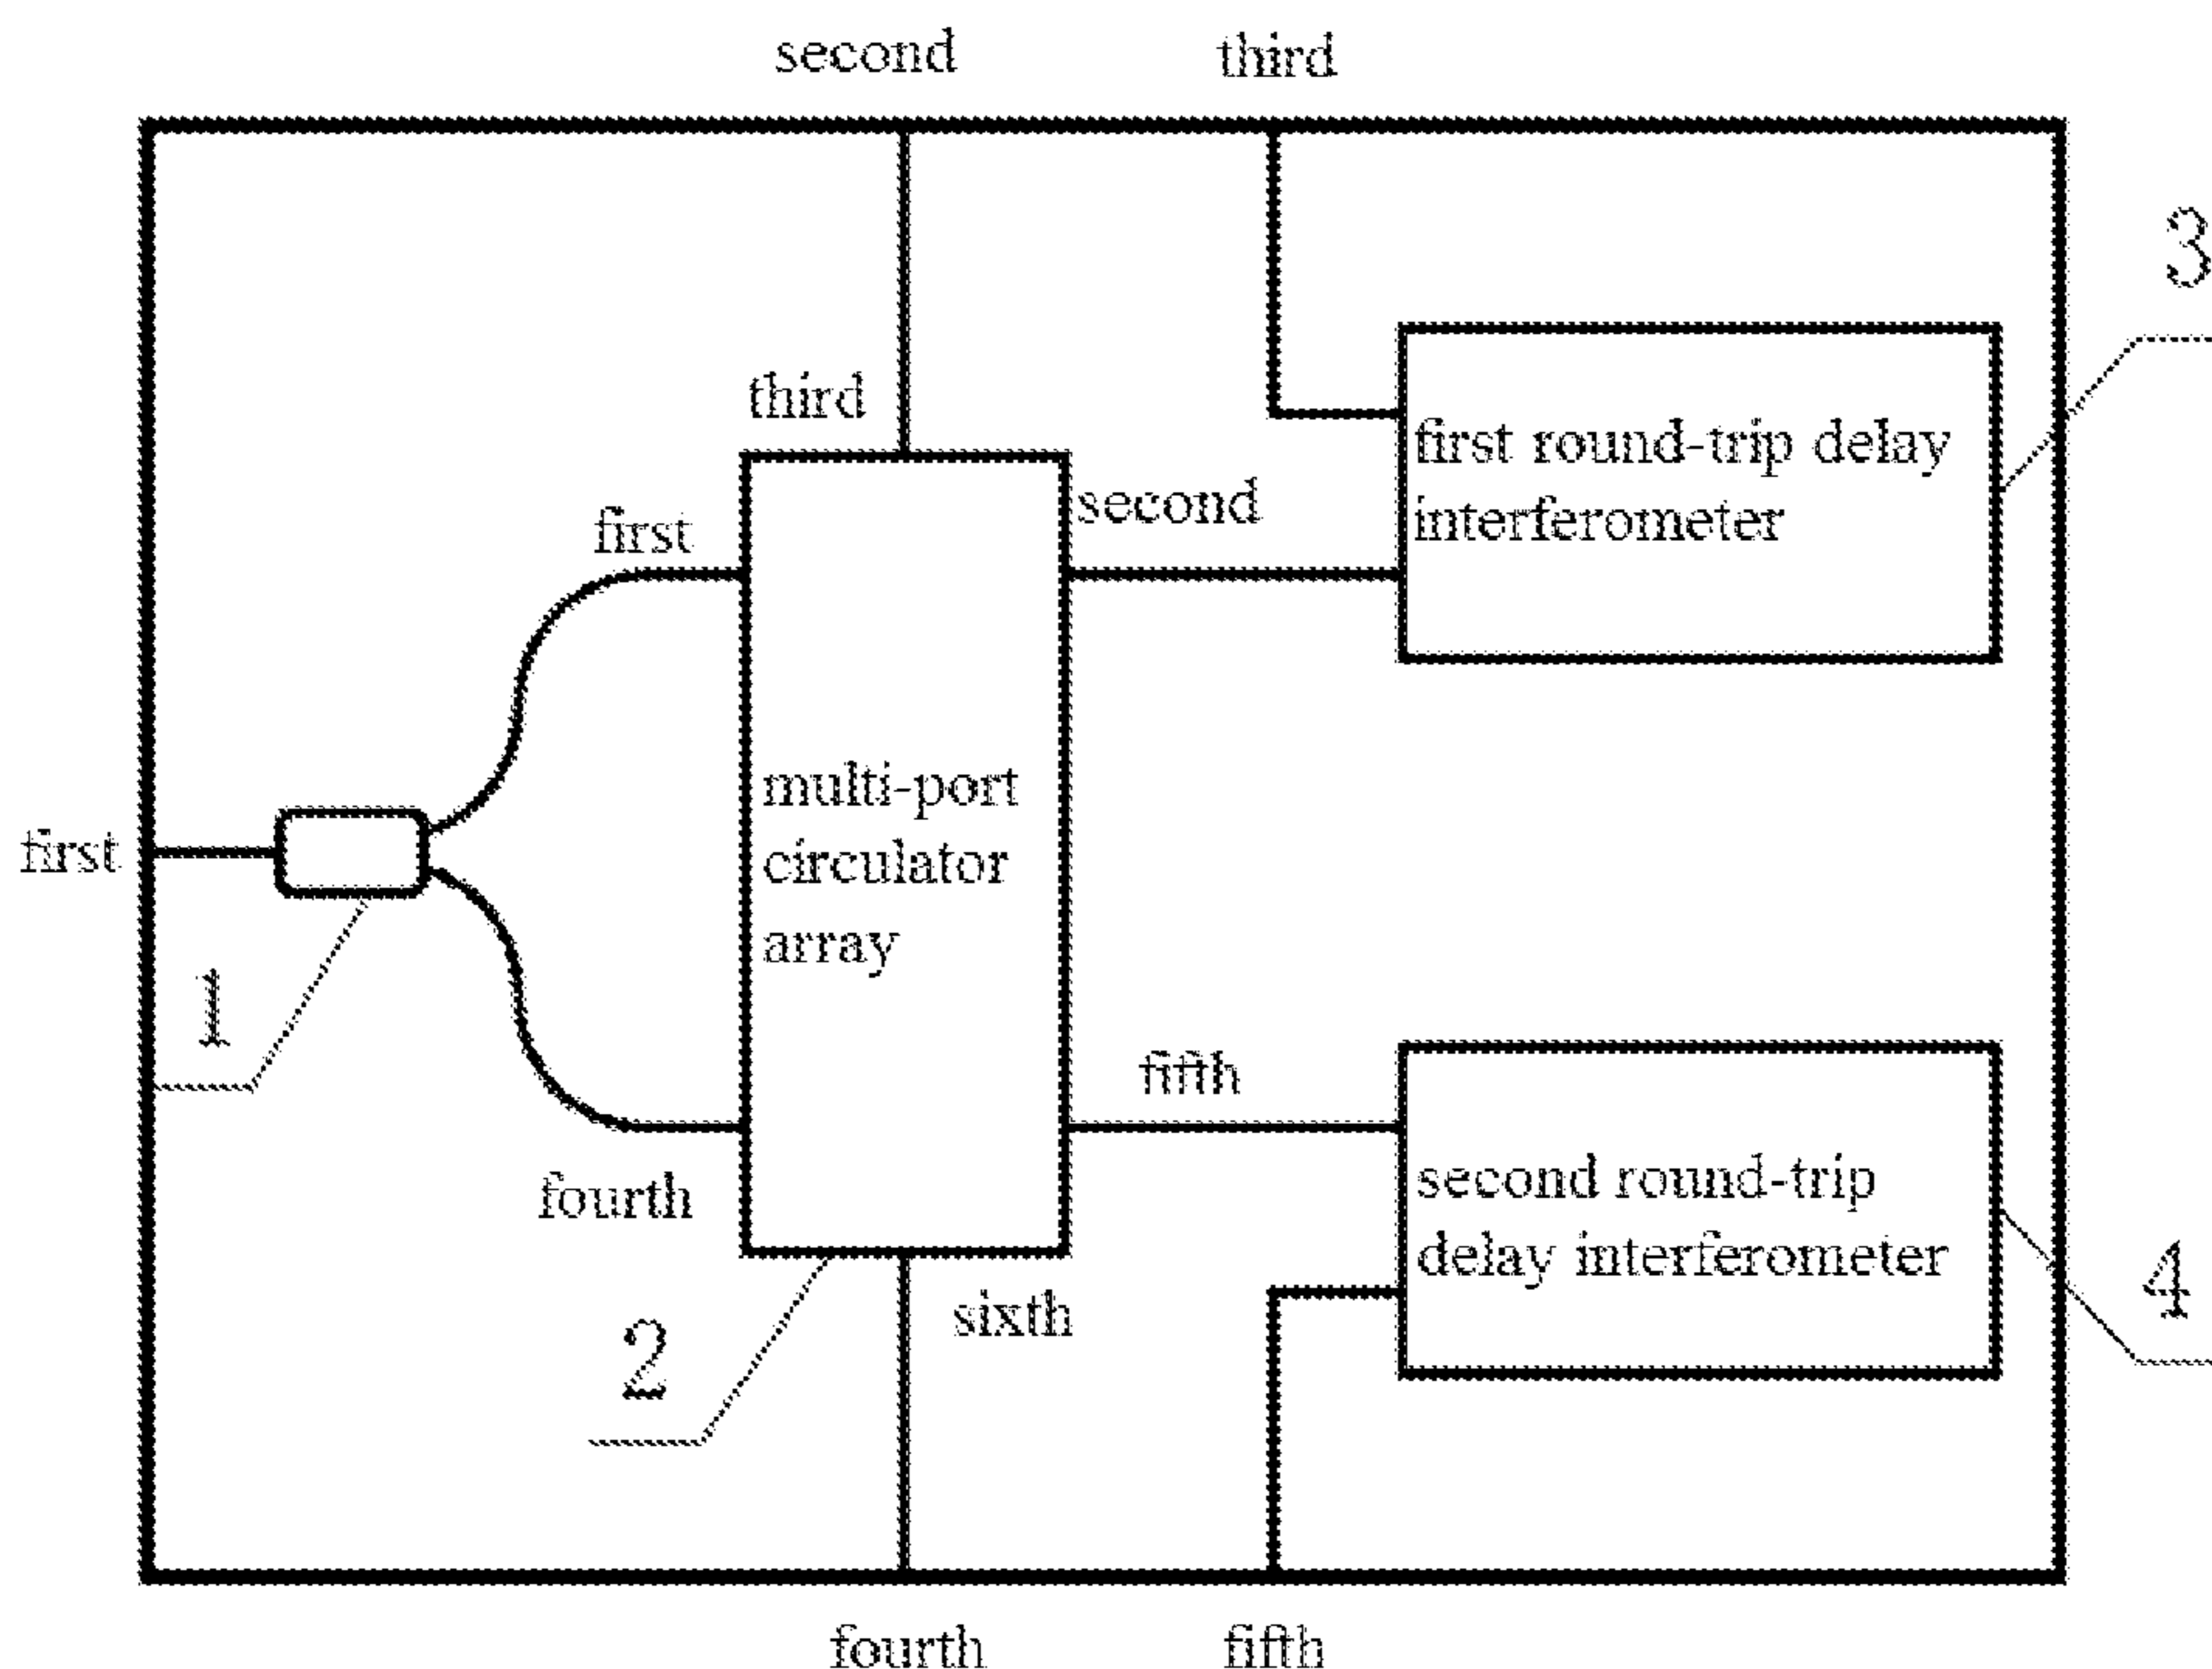 second
third
3
first round-trip delay
interferometer
third
second
first
multi-port
circulator
array
first
1
fifth
second round-trip
delay interferometer
4
fourth
sixth
2
fourth
fifth